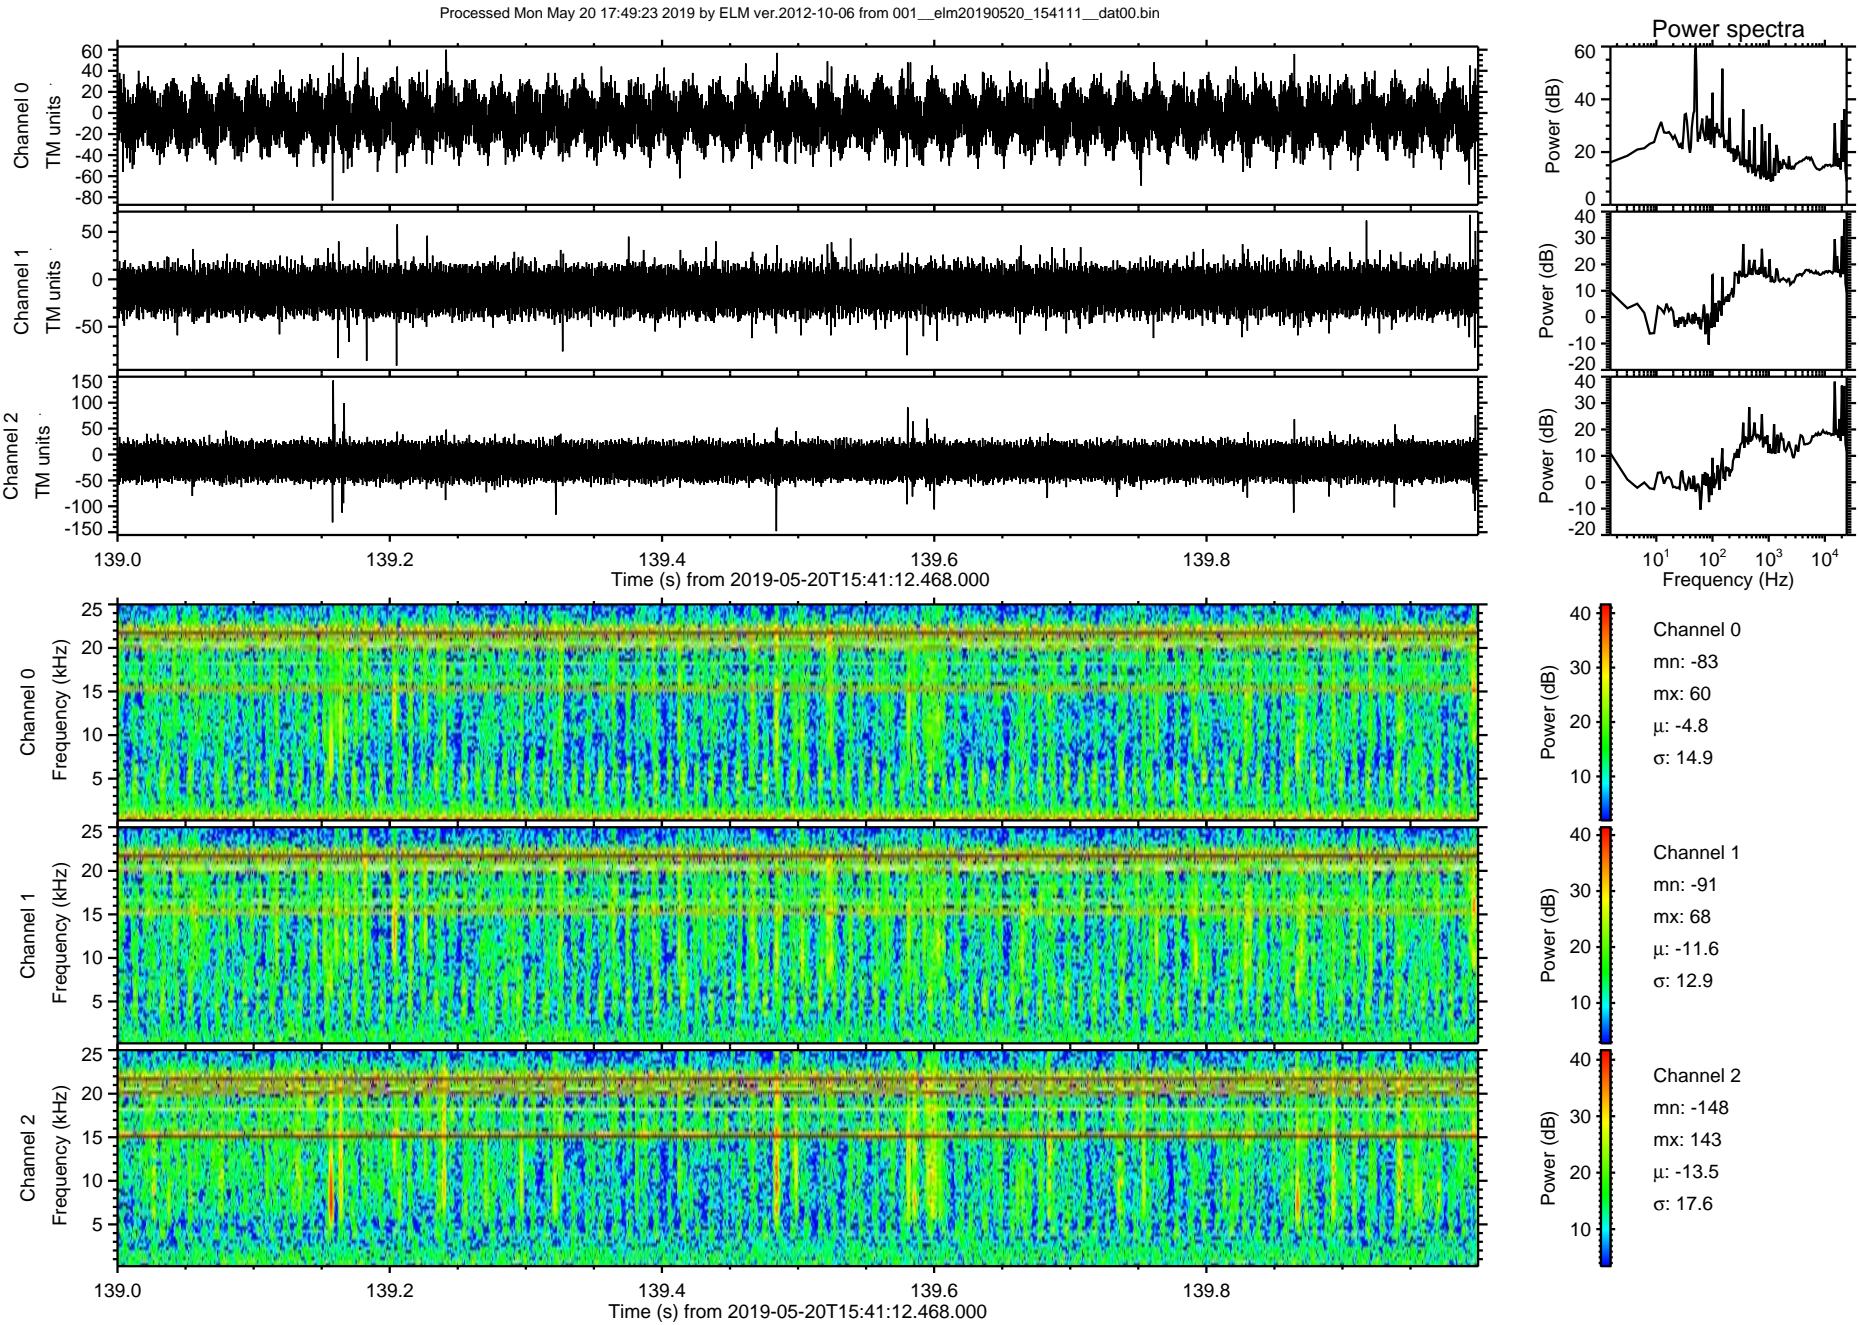 Processed Mon May 20 17:49:23 2019 by ELM ver.2012-10-06 from 001__elm20190520_154111__dat00.bin
Power spectra
Channel 0
TM units
60
40
20
0
-20
-40
-60
-80
Power (dB)
60
40
20
0
Channel 1
TM units
50
0
-50
Power (dB)
40
30
20
10
0
-10
-20
Channel 2
TM units
150
100
50
0
-50
-100
-150
Power (dB)
40
30
20
10
0
-10
-20
139.0 139.2 139.4 139.6 139.8
Time (s) from 2019-05-20T15:41:12.468.000
10¹ 10² 10³ 10⁴
Frequency (Hz)
Channel 0
Frequency (kHz)
25
20
15
10
5
Power (dB)
40
30
20
10
Channel 0
mn: -83
mx: 60
µ: -4.8
σ: 14.9
Channel 1
Frequency (kHz)
25
20
15
10
5
Power (dB)
40
30
20
10
Channel 1
mn: -91
mx: 68
µ: -11.6
σ: 12.9
Channel 2
Frequency (kHz)
25
20
15
10
5
Power (dB)
40
30
20
10
Channel 2
mn: -148
mx: 143
µ: -13.5
σ: 17.6
139.0 139.2 139.4 139.6 139.8
Time (s) from 2019-05-20T15:41:12.468.000